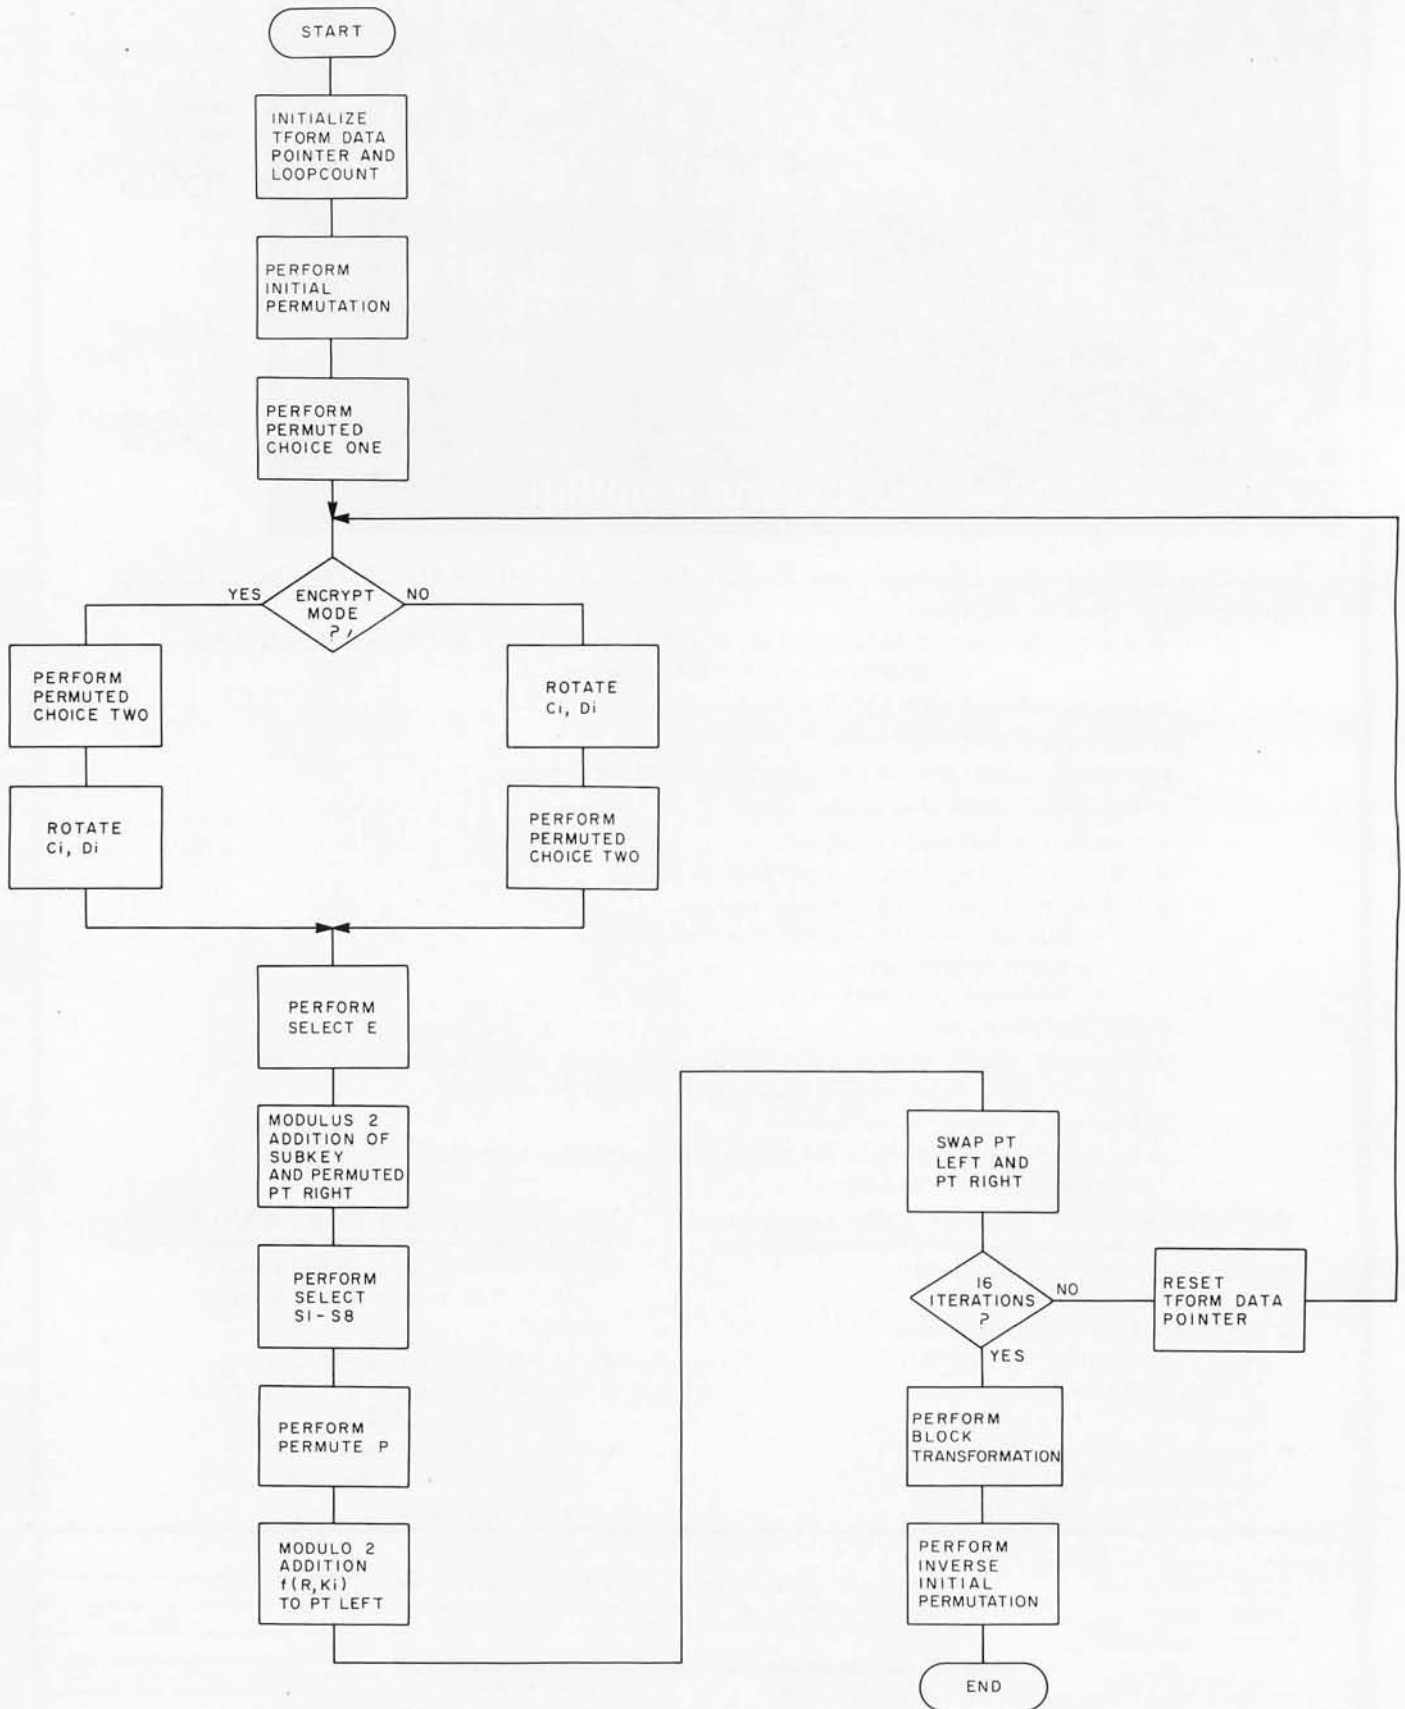 START
INITIALIZE
TFORM DATA
POINTER AND
LOOPCOUNT
PERFORM
INITIAL
PERMUTATION
PERFORM
PERMUTED
CHOICE ONE
ENCRYPT
MODE
?
YES
NO
PERFORM
PERMUTED
CHOICE TWO
ROTATE
Ci, Di
ROTATE
Ci, Di
PERFORM
PERMUTED
CHOICE TWO
PERFORM
SELECT E
MODULUS 2
ADDITION OF
SUBKEY
AND PERMUTED
PT RIGHT
PERFORM
SELECT
S1-S8
PERFORM
PERMUTE P
MODULO 2
ADDITION
f(R,Ki)
TO PT LEFT
SWAP PT
LEFT AND
PT RIGHT
16
ITERATIONS
?
NO
YES
RESET
TFORM DATA
POINTER
PERFORM
BLOCK
TRANSFORMATION
PERFORM
INVERSE
INITIAL
PERMUTATION
END